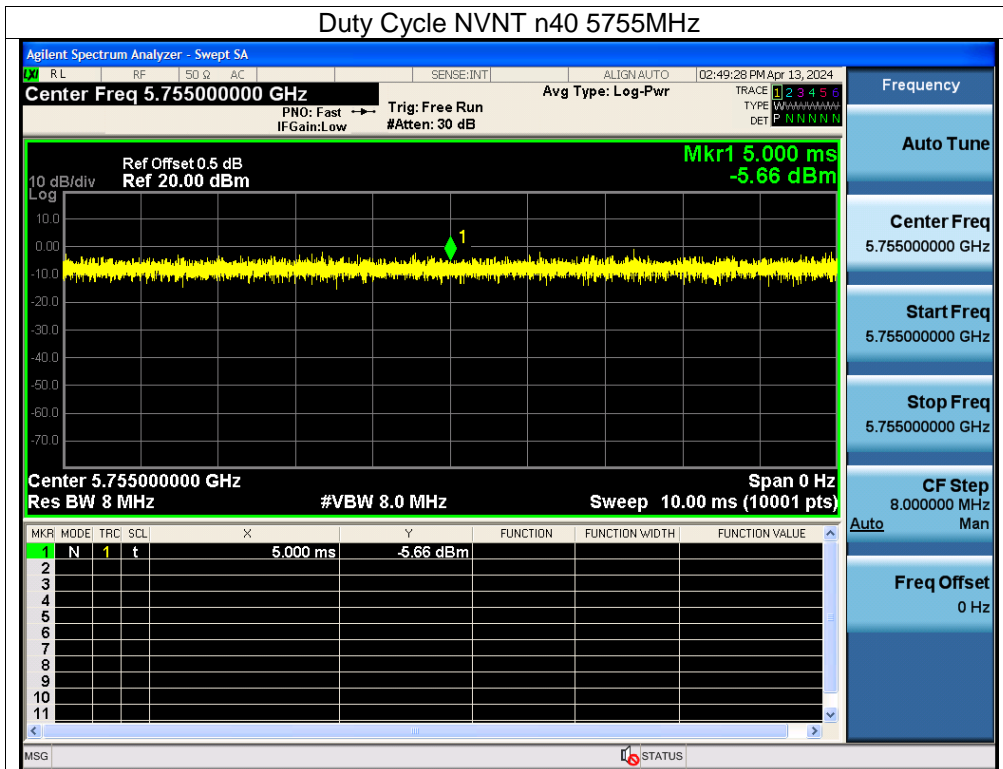 Duty Cycle NVNT n40 5755MHz
Agilent Spectrum Analyzer - Swept SA
LXI RL RF 50 Ω AC SENSE:INT ALIGN AUTO 02:49:28 PM Apr 13, 2024
Center Freq 5.755000000 GHz Avg Type: Log-Pwr TRACE 1 2 3 4 5 6
PNO: Fast Trig: Free Run TYPE WWWWWW
IFGain:Low #Atten: 30 dB DET P N N N N N
Mkr1 5.000 ms
-5.66 dBm
Ref Offset 0.5 dB
10 dB/div Ref 20.00 dBm
Log
10.0
1
0.00
-10.0
-20.0
-30.0
-40.0
-50.0
-60.0
-70.0
Center 5.755000000 GHz Span 0 Hz
Res BW 8 MHz #VBW 8.0 MHz Sweep 10.00 ms (10001 pts)
MKR MODE TRC SCL X Y FUNCTION FUNCTION WIDTH FUNCTION VALUE
1 N 1 t 5.000 ms -5.66 dBm
2
3
4
5
6
7
8
9
10
11
MSG STATUS
Frequency
Auto Tune
Center Freq
5.755000000 GHz
Start Freq
5.755000000 GHz
Stop Freq
5.755000000 GHz
CF Step
8.000000 MHz
Auto Man
Freq Offset
0 Hz